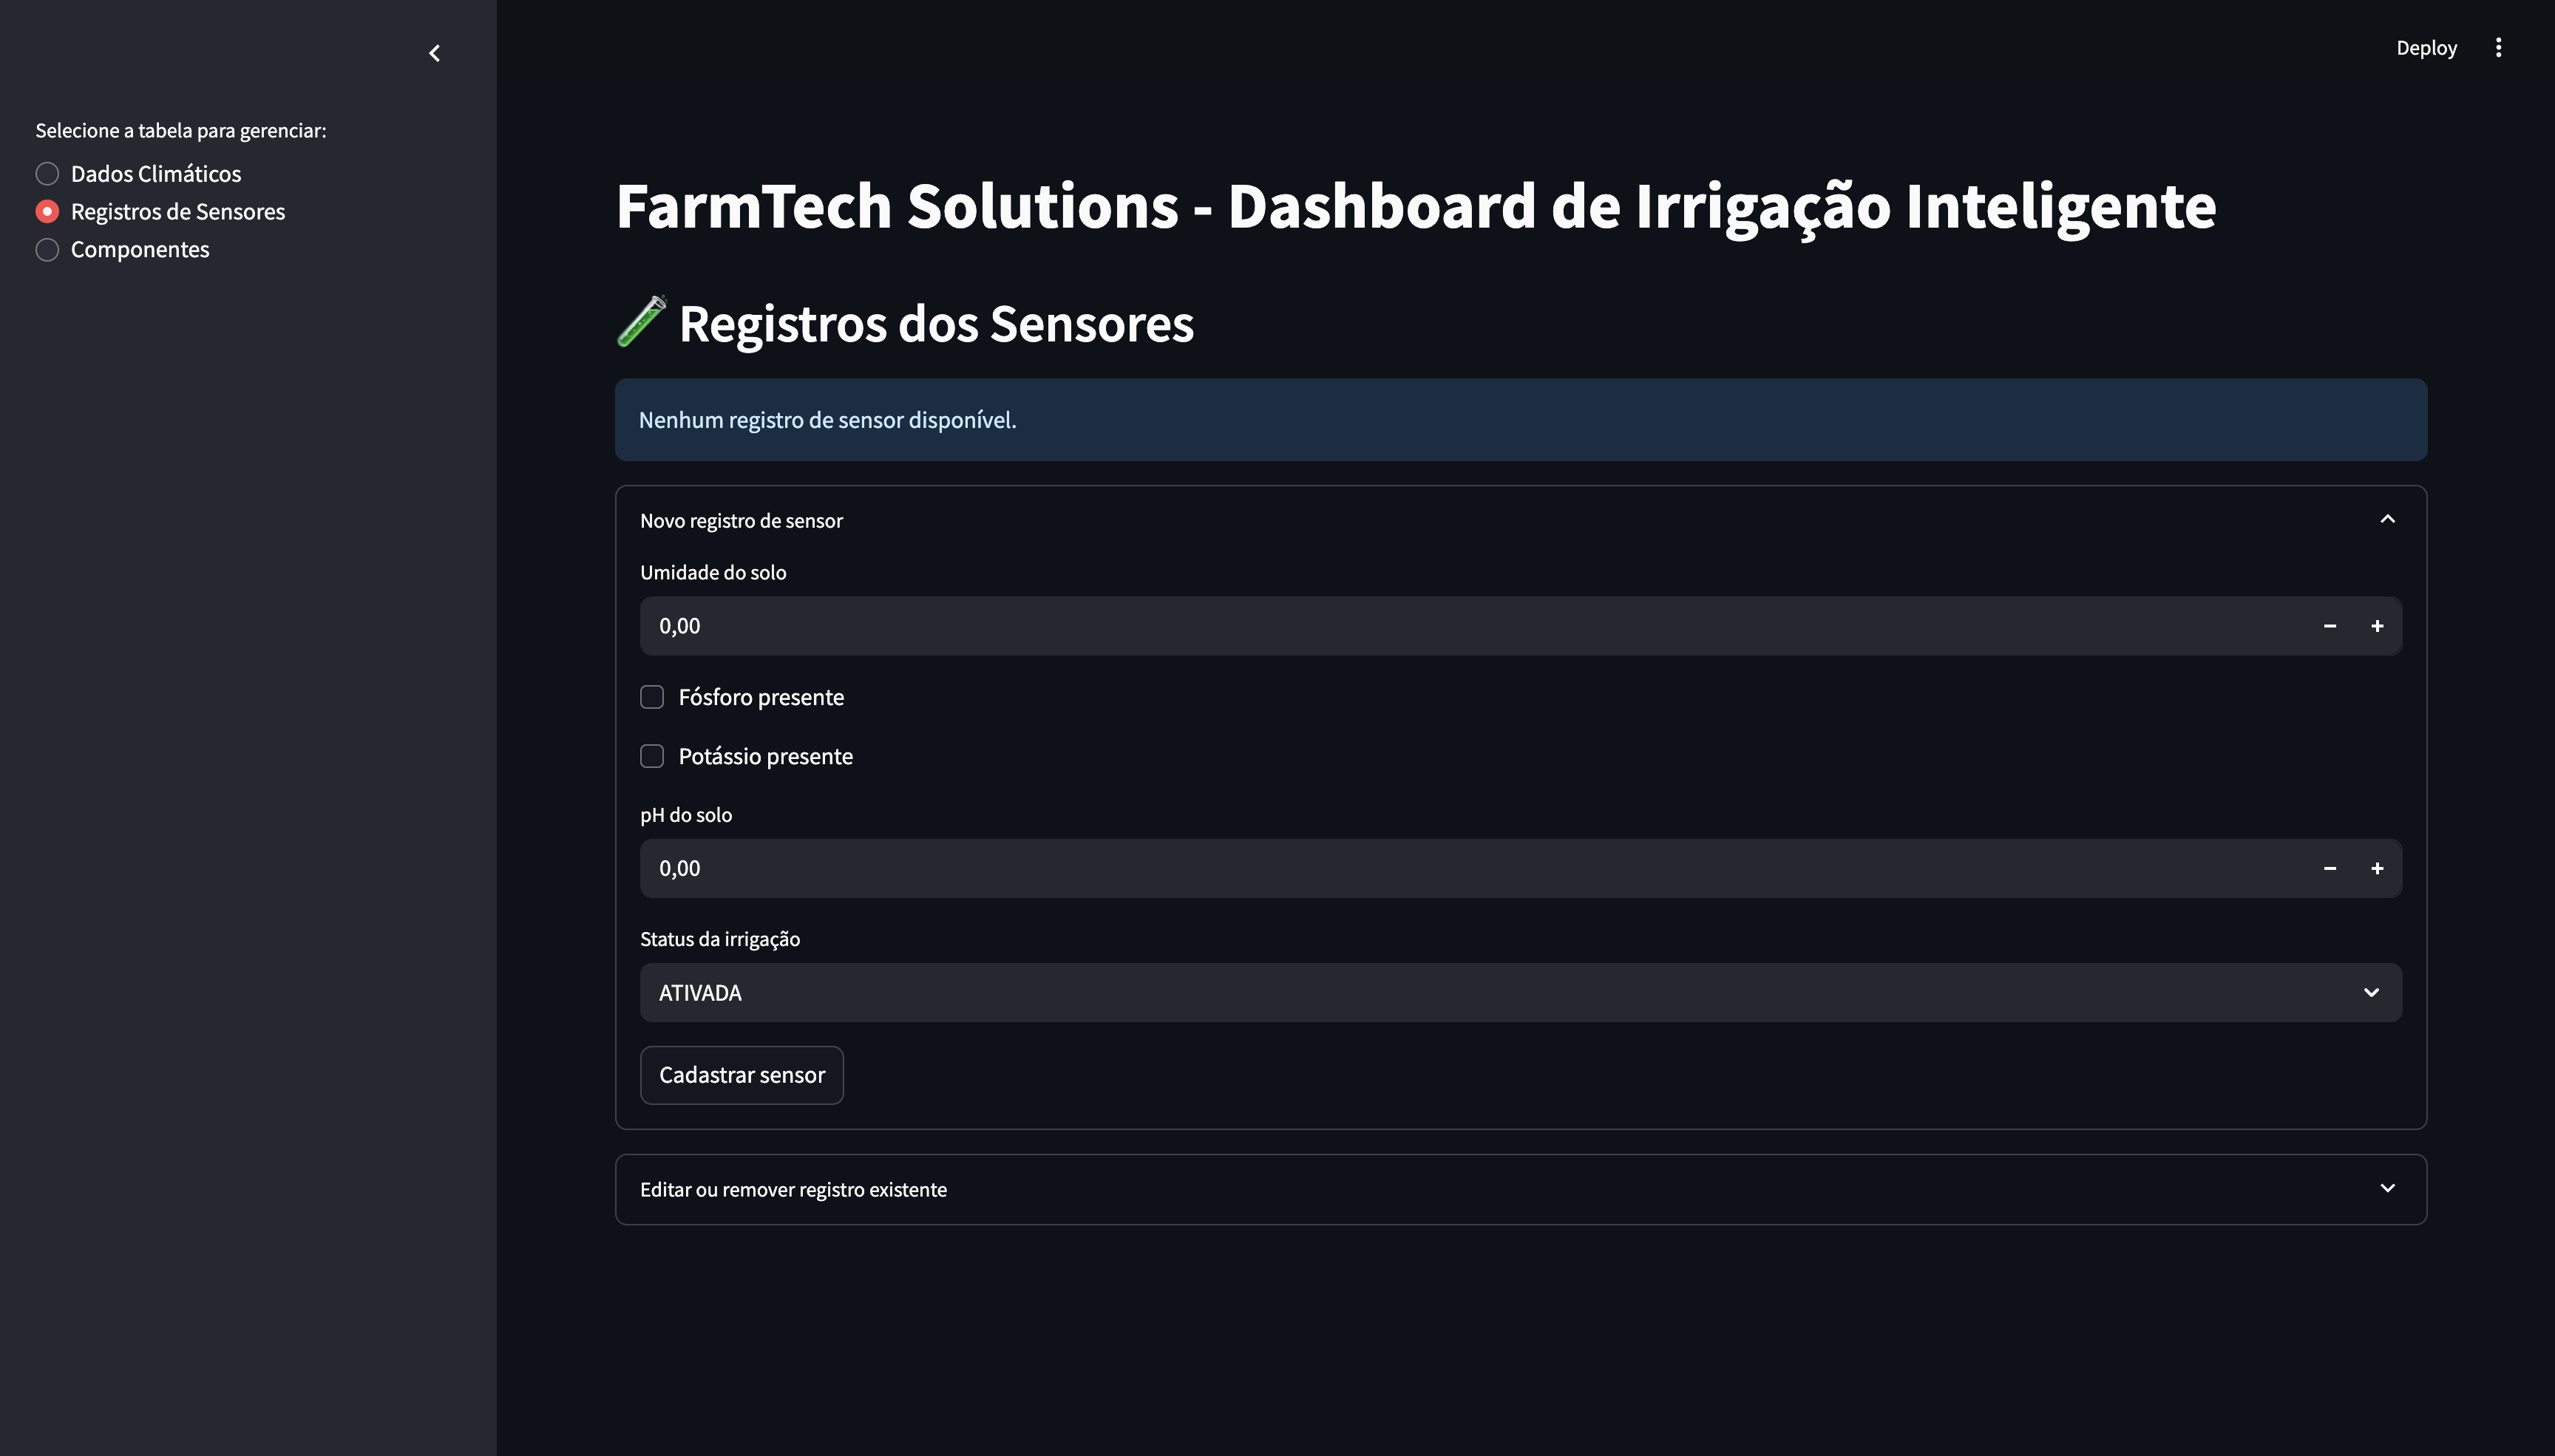 Deploy
Selecione a tabela para gerenciar:
Dados Climáticos
Registros de Sensores
Componentes
FarmTech Solutions - Dashboard de Irrigação Inteligente
Registros dos Sensores
Nenhum registro de sensor disponível.
Novo registro de sensor
Umidade do solo
0,00
Fósforo presente
Potássio presente
pH do solo
0,00
Status da irrigação
ATIVADA
Cadastrar sensor
Editar ou remover registro existente